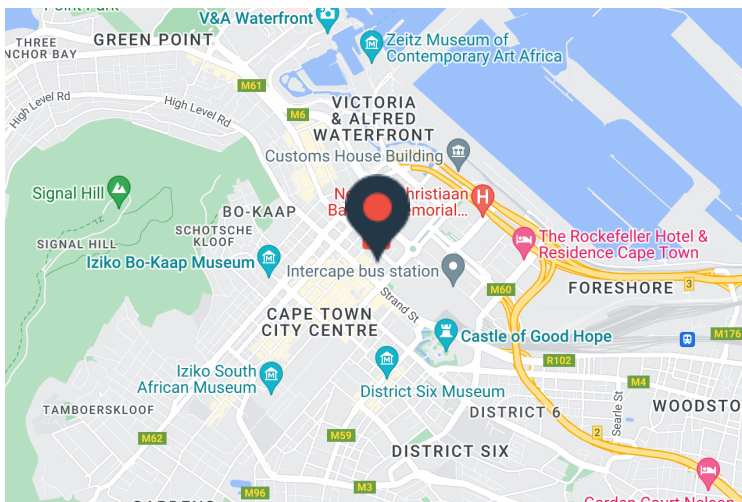 Point Park
V&A Waterfront
THREE
NCHOR BAY
GREEN POINT
Zeitz Museum of
Contemporary Art Africa
High Level Rd
M61
High Level Rd
M6
VICTORIA
& ALFRED
WATERFRONT
Customs House Building
Signal Hill
BO-KAAP
Christiaan
Ba
emorial...
H
SCHOTSCHE
KLOOF
SIGNAL HILL
The Rockefeller Hotel &
Residence Cape Town
Iziko Bo-Kaap Museum
Intercape bus station
M60
FORESHORE
3
Strand St
CAPE TOWN
CITY CENTRE
Castle of Good Hope
M176
R102
Iziko South
African Museum
District Six Museum
M4
TAMBOERSKLOOF
DISTRICT 6
Searle St
WOODSTO
M62
M59
2
DISTRICT SIX
M3
M96